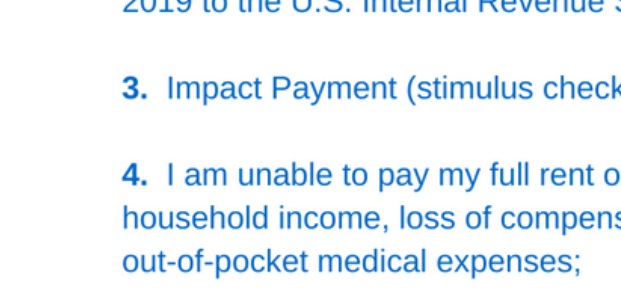 2019 to the U.S. Internal Revenue
3. Impact Payment (stimulus check
4. I am unable to pay my full rent
household income, loss of
out-of-pocket medical expenses;